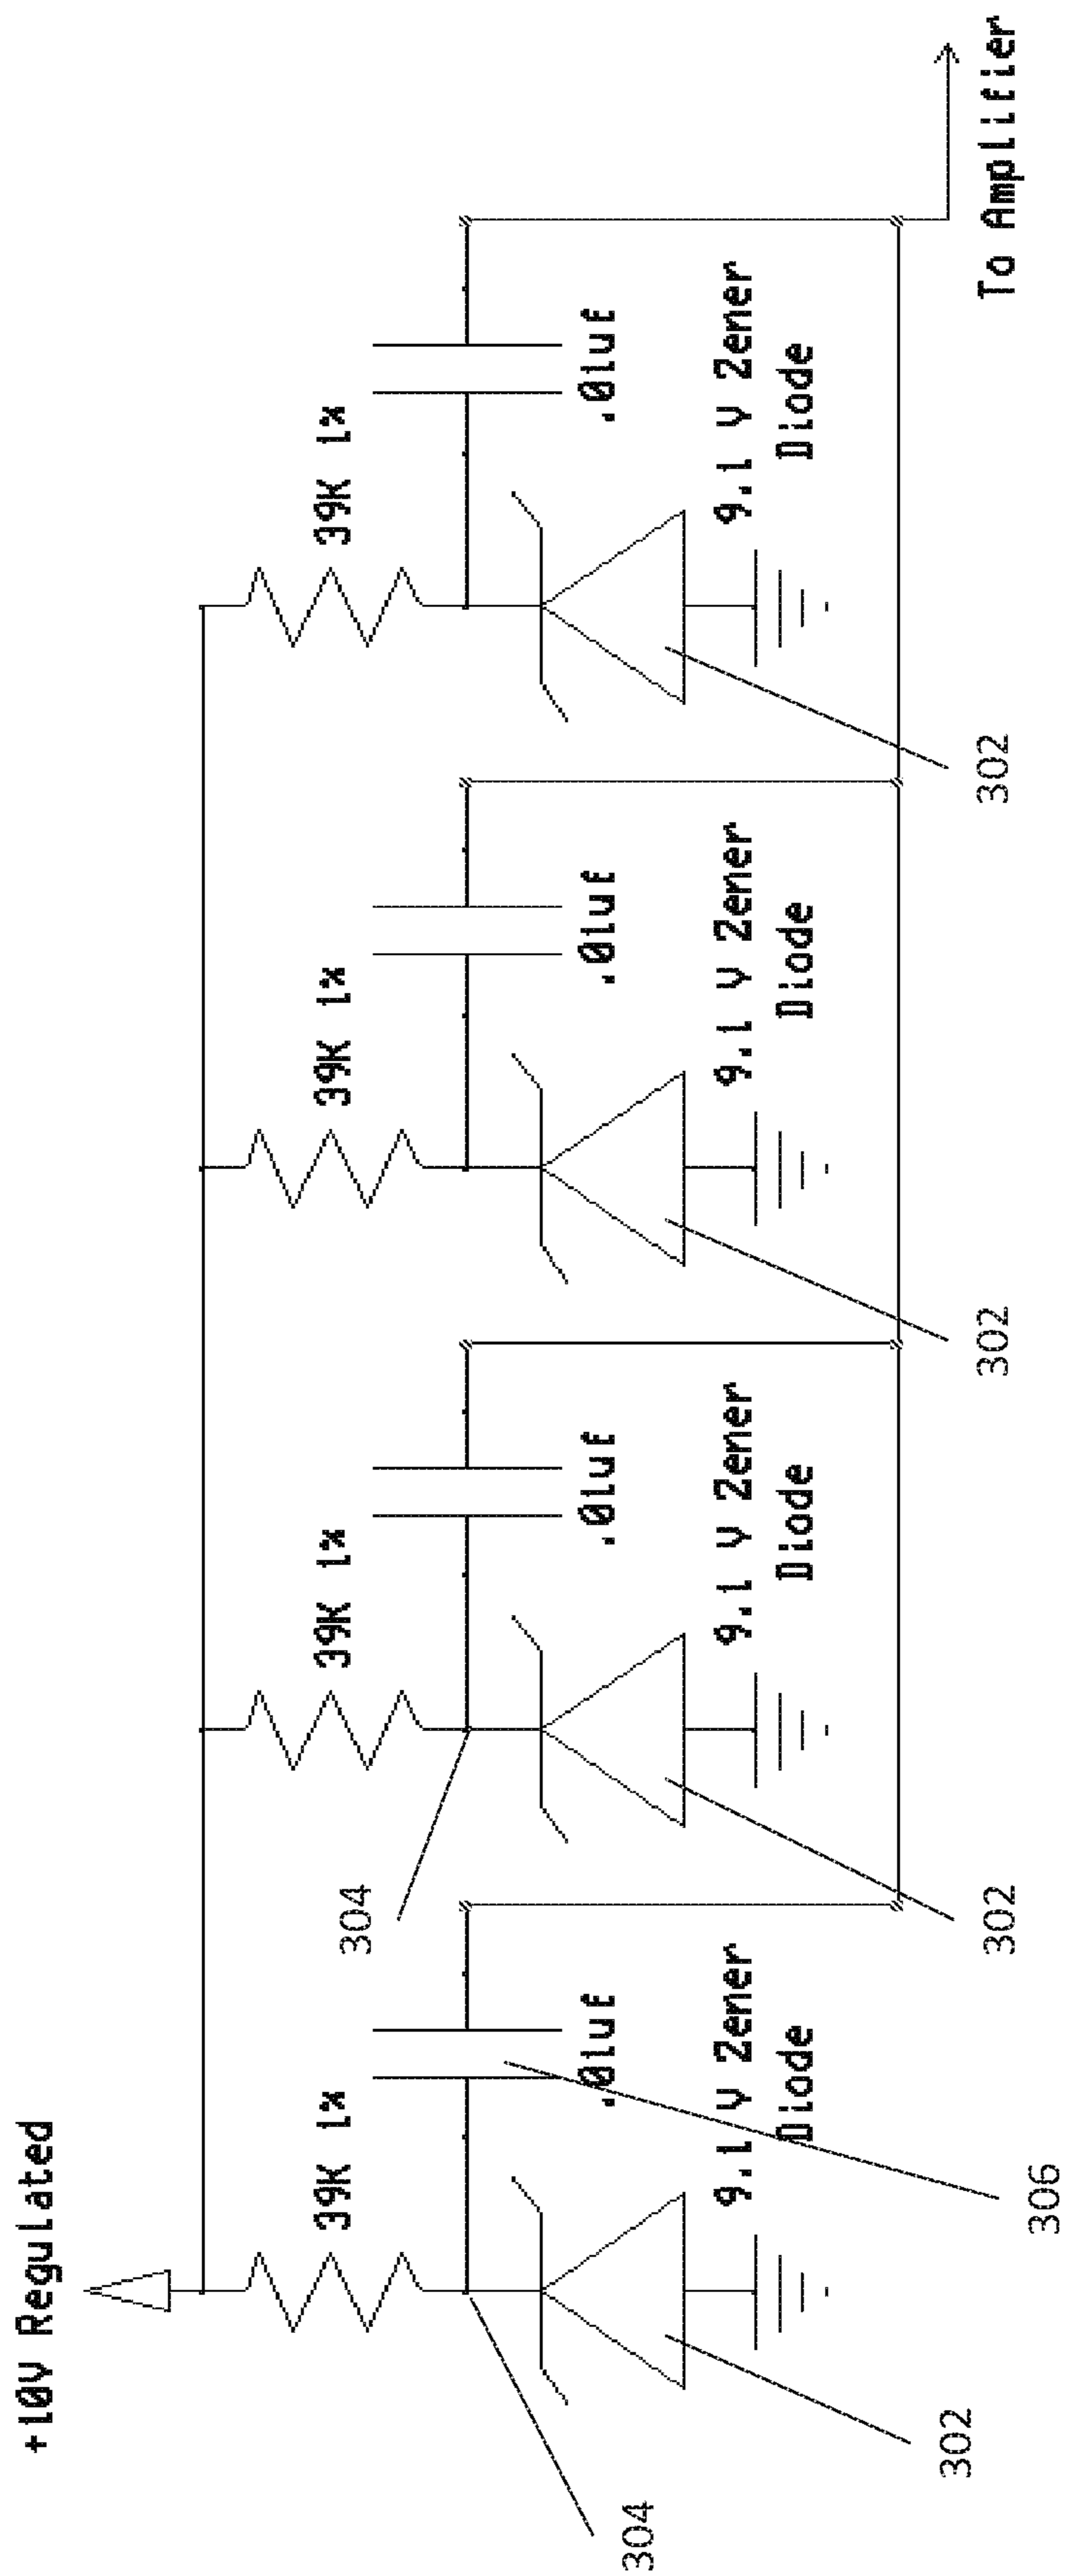 +10V Regulated
39K 1%
39K 1%
39K 1%
39K 1%
304
304
.01uf
.01uf
.01uf
.01uf
9.1 V Zener
Diode
9.1 V Zener
Diode
9.1 V Zener
Diode
9.1 V Zener
Diode
302
306
302
302
302
To Amplifier